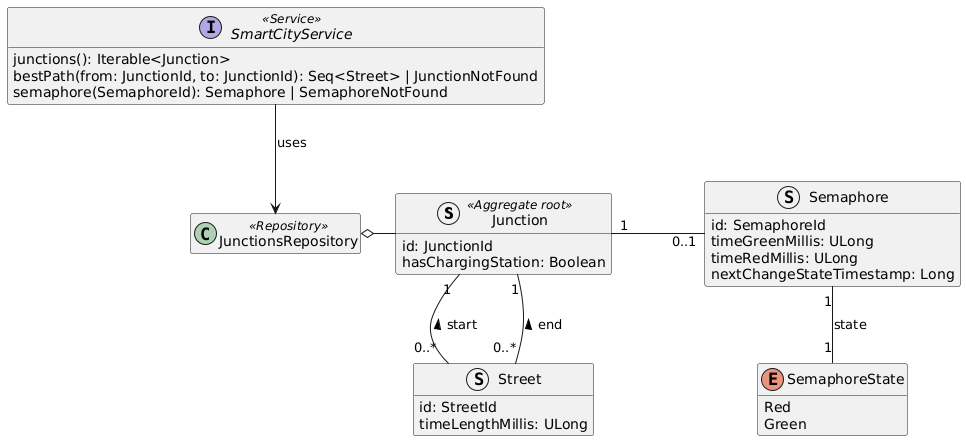 I
«Service»
SmartCityService
junctions(): Iterable<Junction>
bestPath(from: JunctionId, to: JunctionId): Seq<Street> | JunctionNotFound
semaphore(SemaphoreId): Semaphore | SemaphoreNotFound
uses
C
«Repository»
JunctionsRepository
S
«Aggregate root»
Junction
id: JunctionId
hasChargingStation: Boolean
1
0..1
S
Semaphore
id: SemaphoreId
timeGreenMillis: ULong
timeRedMillis: ULong
nextChangeStateTimestamp: Long
1
1
start
end
0..*
0..*
1
state
1
S
Street
id: StreetId
timeLengthMillis: ULong
E
SemaphoreState
Red
Green